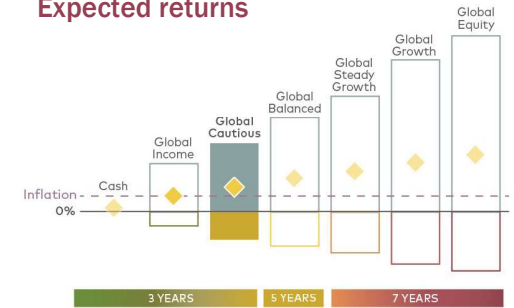 Expected returns
Global
Equity
Global
Growth
Global
Steady
Growth
Global
Balanced
Global
Cautious
Global
Income
Cash
Inflation
0%
3 YEARS
5 YEARS
7 YEARS